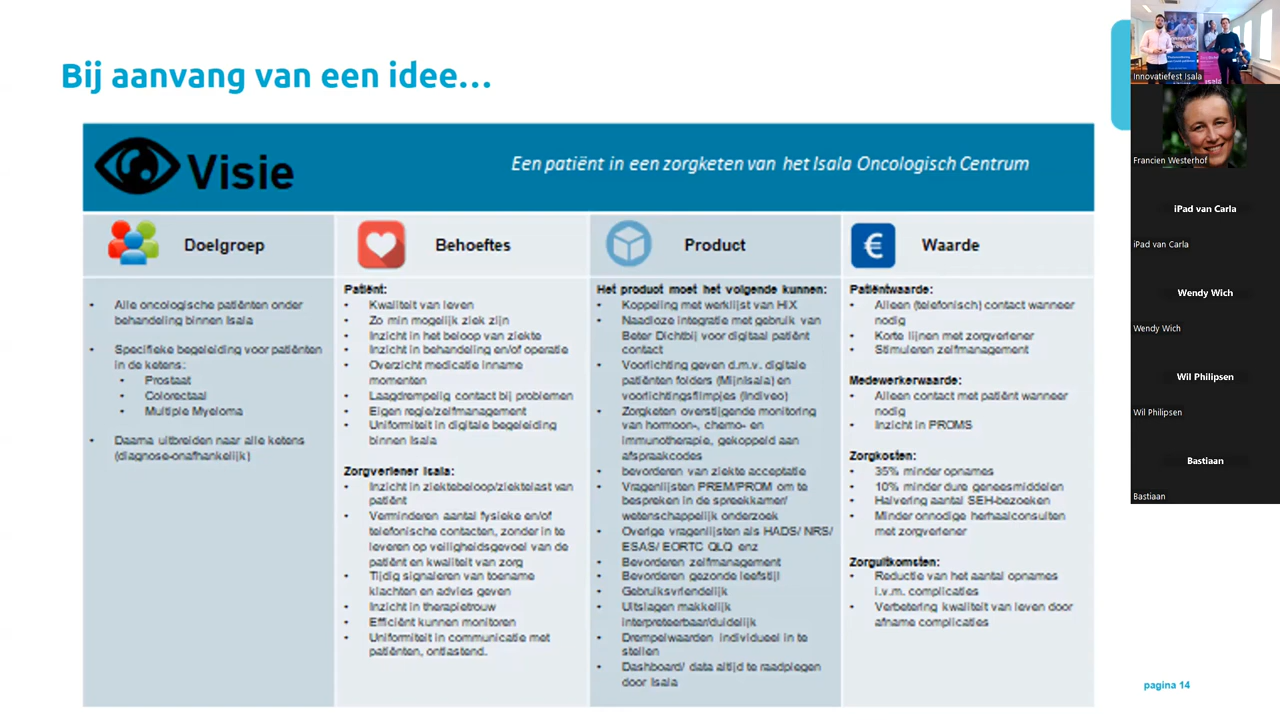 Bij aanvang van een idee...
Visie
Een patiënt in een zorgketen van het Isala Oncologisch Centrum
Doelgroep
Behoeftes
Product
Waarde
• Alle oncologische patiënten onder
behandeling binnen Isala
• Specifieke begeleiding voor patiënten
in de ketens:
• Prostaat
• Colorectaal
• Multiple Myeloma
• Daarna uitbreiden naar alle ketens
(diagnose-onafhankelijk)
Patiënt:
• Kwaliteit van leven
• Zo min mogelijk ziek zijn
• Inzicht in het beloop van ziekte
• Inzicht in behandeling en/of operatie
• Overzicht medicatie inname
momenten
• Laagdrempelig contact bij problemen
• Eigen regie/zelfmanagement
• Uniformiteit in digitale begeleiding
binnen Isala
Zorgverlener Isala:
• Inzicht in ziektebeloop/ziektelast van
patiënt
• Verminderen aantal fysieke en/of
telefonische contacten, zonder in te
leveren op veiligheidsgevoel van de
patiënt en kwaliteit van zorg
• Tijdig signaleren van toename
klachten en advies geven
• Inzicht in therapietrouw
• Efficiënt kunnen monitoren
• Uniformiteit in communicatie met
patiënten, ontlastend.
Het product moet het volgende kunnen:
• Koppeling met werklijst van HiX
• Naadloze integratie met gebruik van
Beter Dichtbij voor digitaal patiënt
contact
• Voorlichting geven d.m.v. digitale
patiënten folders (MijnIsala) en
voorlichtingsfilmpjes (Indiveo)
• Zorgketen overstijgende monitoring
van hormoon-, chemo- en
immunotherapie, gekoppeld aan
afspraakcodes
• bevorderen van ziekte acceptatie
• Vragenlijsten PREM/PROM om te
bespreken in de spreekkamer/
wetenschappelijk onderzoek
• Overige vragenlijsten als HADS/ NRS/
ESAS/ EORTC QLQ enz
• Bevorderen zelfmanagement
• Bevorderen gezonde leefstijl
• Gebruiksvriendelijk
• Uitslagen makkelijk
interpreteerbaar/duidelijk
• Drempelwaarden individueel in te
stellen
• Dashboard/ data altijd te raadplegen
door Isala
Patiëntwaarde:
• Alleen (telefonisch) contact wanneer
nodig
• Korte lijnen met zorgverlener
• Stimuleren zelfmanagement
Medewerkerwaarde:
• Alleen contact met patiënt wanneer
nodig
• Inzicht in PROMS
Zorgkosten:
• 35% minder opnames
• 10% minder dure geneesmiddelen
• Halvering aantal SEH-bezoeken
• Minder onnodige herhaalconsulten
met zorgverlener
Zorguitkomsten:
• Reductie van het aantal opnames
i.v.m. complicaties
• Verbetering kwaliteit van leven door
afname complicaties
pagina 14
Innovatiefest Isala
Francien Westerhof
iPad van Carla
iPad van Carla
Wendy Wich
Wendy Wich
Wil Philipsen
Wil Philipsen
Bastiaan
Bastiaan